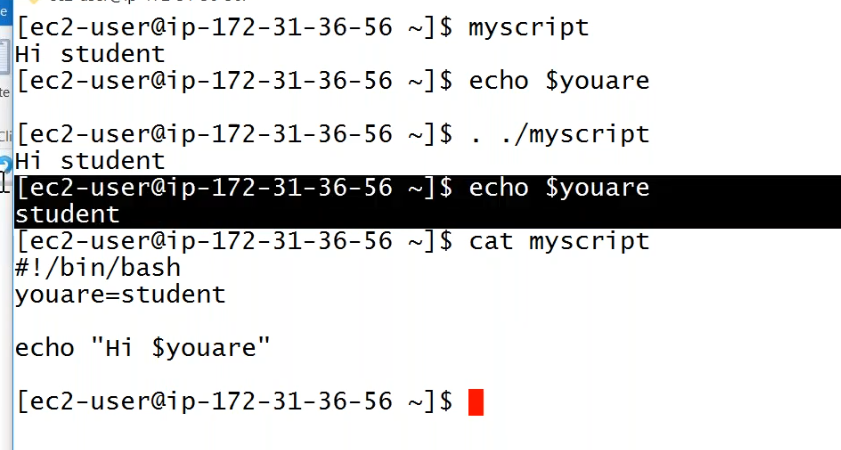 [ec2-user@ip-172-31-36-56 ~]$ myscript
Hi student
[ec2-user@ip-172-31-36-56 ~]$ echo $youare
[ec2-user@ip-172-31-36-56 ~]$ . ./myscript
Hi student
[ec2-user@ip-172-31-36-56 ~]$ echo $youare
student
[ec2-user@ip-172-31-36-56 ~]$ cat myscript
#!/bin/bash
youare=student
echo "Hi $youare"
[ec2-user@ip-172-31-36-56 ~]$